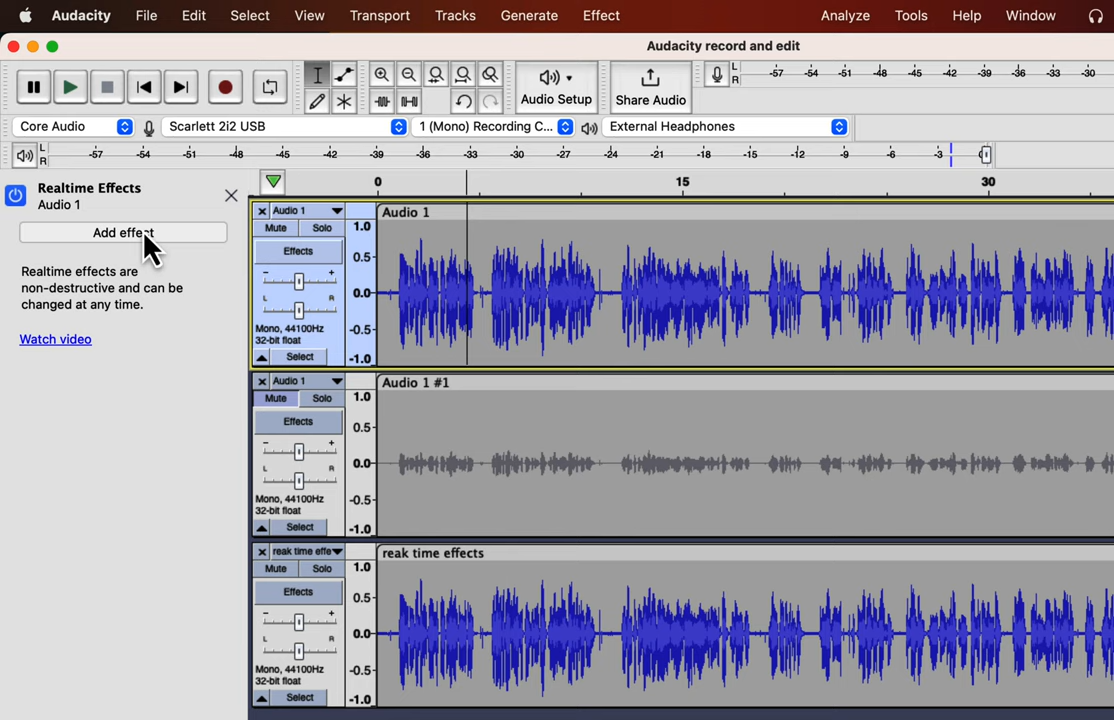 Audacity File Edit Select View Transport Tracks Generate Effect Analyze Tools Help Window
Audacity record and edit
Audio Setup Share Audio L R -57 -54 -51 -48 -45 -42 -39 -36 -33 -30
Core Audio Scarlett 2i2 USB 1 (Mono) Recording C... External Headphones
L R -57 -54 -51 -48 -45 -42 -39 -36 -33 -30 -27 -24 -21 -18 -15 -12 -9 -6 -3 0
Realtime Effects
Audio 1
Add effect
Realtime effects are
non-destructive and can be
changed at any time.
Watch video
0 15 30
Audio 1 Audio 1
Mute Solo 1.0
Effects 0.5
- + 0.0
L R -0.5
Mono, 44100Hz
32-bit float
Select -1.0
Audio 1 Audio 1 #1
Mute Solo 1.0
Effects 0.5
- + 0.0
L R -0.5
Mono, 44100Hz
32-bit float
Select -1.0
reak time effe reak time effects
Mute Solo 1.0
Effects 0.5
- + 0.0
L R -0.5
Mono, 44100Hz
32-bit float
Select -1.0